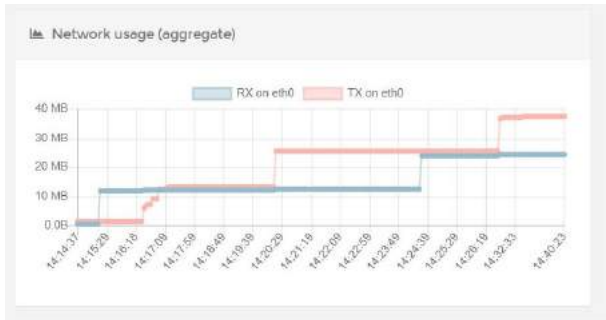 Network usage (aggregate)
RX on eth0 TX on eth0
40 MB
30 MB
20 MB
10 MB
0.0B
14:14:37 14:15:29 14:16:18 14:17:09 14:17:59 14:18:49 14:19:39 14:20:29 14:21:19 14:22:09 14:22:59 14:23:49 14:24:39 14:25:29 14:26:19 14:32:33 14:40:23